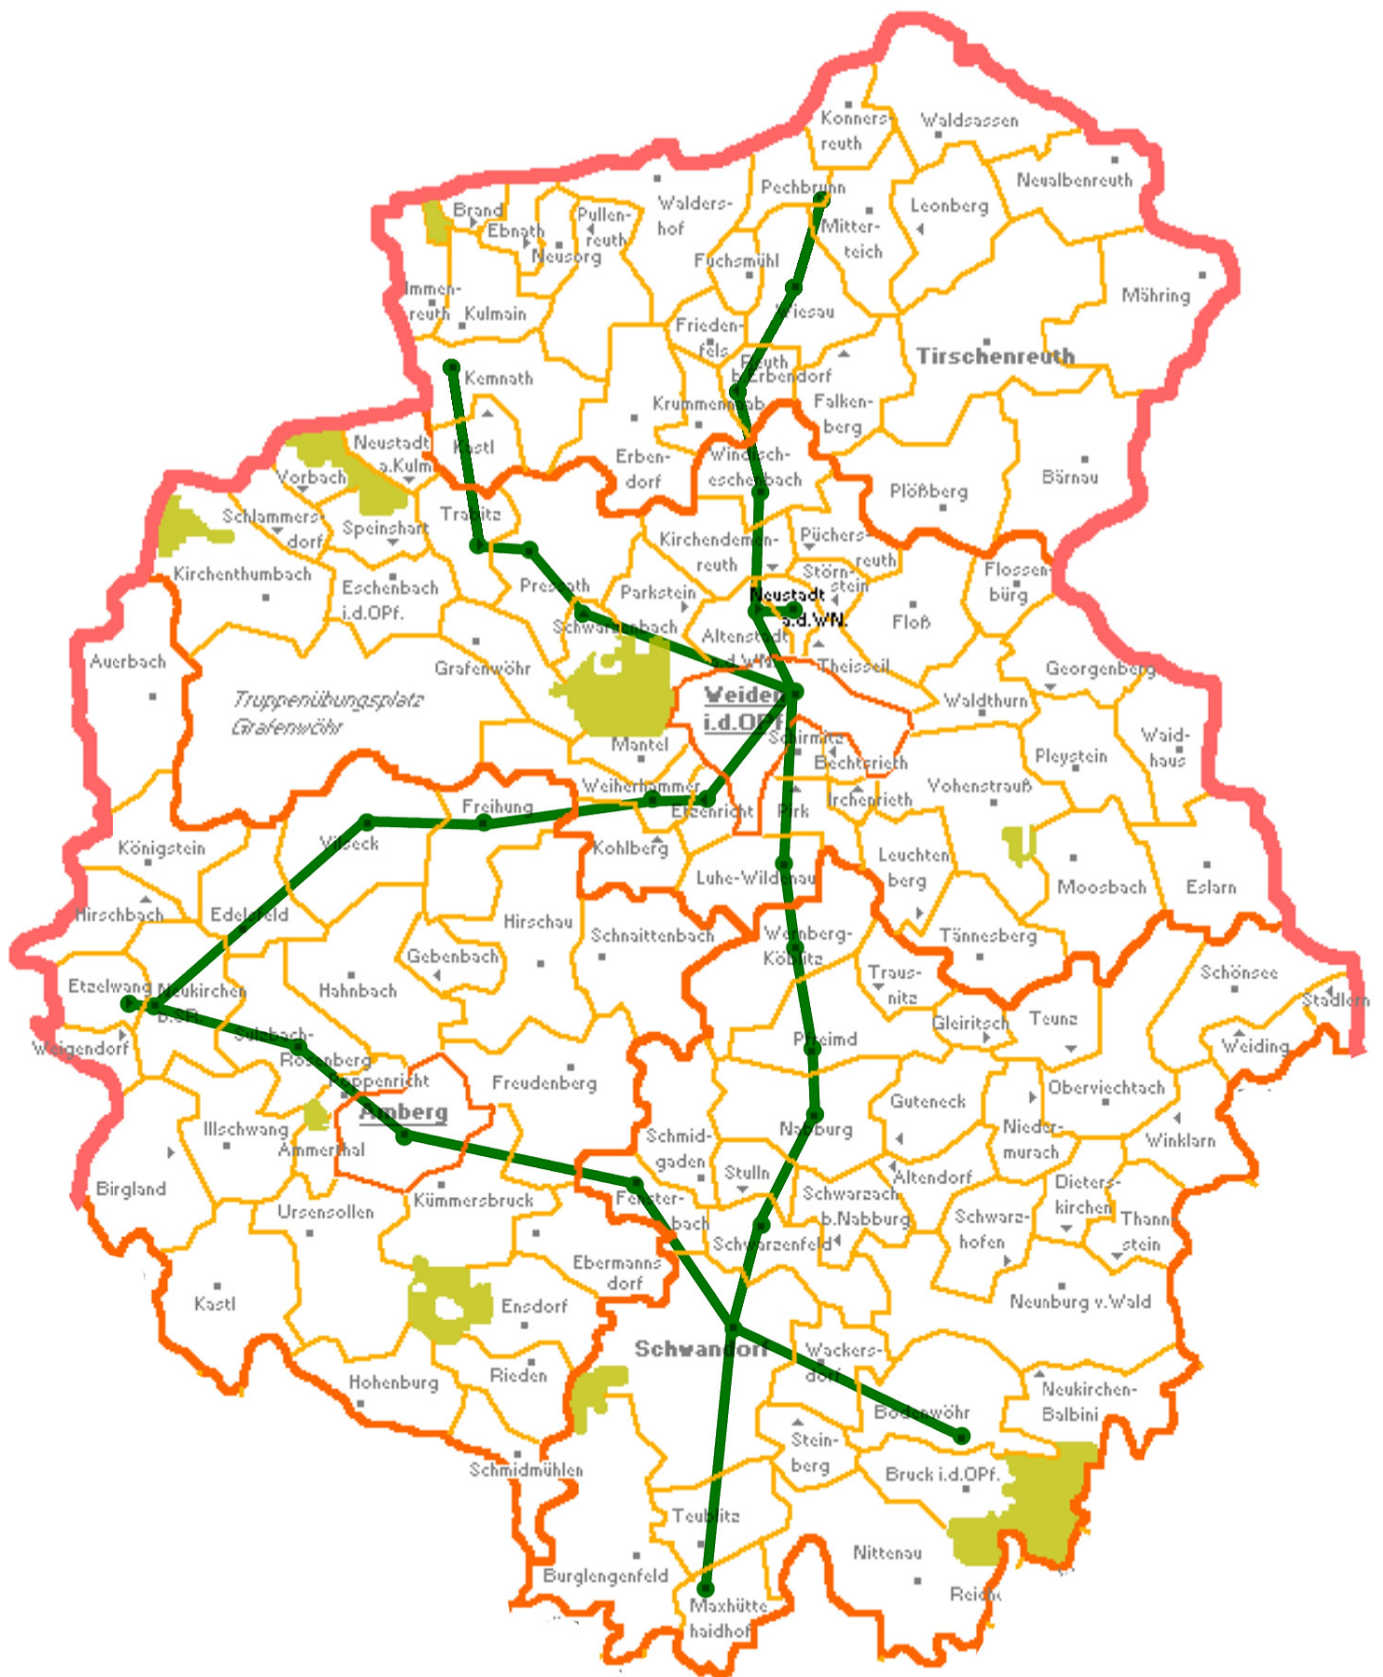 Konners-
reuth
Waldsassen
Neualbenreuth
Pechbrunn
Walders-
hof
Leonberg
Mitter-
teich
Brand
Ebnath
Neusorg
Pullen-
reuth
Fuchsmühl
Wiesau
Mähring
Immen-
reuth
Kulmain
Frieden-
fels
Tirschenreuth
Reuth
b.Erbendorf
Kemnath
Krummennaab
Falken-
berg
Kastl
Erben-
dorf
Windisch-
eschenbach
Neustadt
a.Kulm
Vorbach
Plößberg
Bärnau
Schlammers-
dorf
Speinshart
Trabitz
Kirchendemen-
reuth
Püchers-
reuth
Störn-
stein
Flossen-
bürg
Kirchenthumbach
Eschenbach
i.d.OPf.
Pressath
Parkstein
Neustadt
a.d.WN.
Floß
Schwarzenbach
Altenstadt
a.d.WN.
Theisseil
Auerbach
Grafenwöhr
Georgenberg
Truppenübungsplatz
Grafenwöhr
Weiden
i.d.OPf.
Waldthurn
Schirmitz
Bechtsrieth
Mantel
Pleystein
Waid-
haus
Weiherhammer
Etzenricht
Pirk
Irchenrieth
Vohenstrauß
Freihung
Vilseck
Königstein
Kohlberg
Luhe-Wildenau
Leuchten
berg
Moosbach
Eslarn
Hirschbach
Edelsfeld
Hirschau
Schnaittenbach
Wernberg-
Köblitz
Tännesberg
Gebenbach
Hahnbach
Etzelwang
Neukirchen
b.SR.
Traus-
nitz
Schönsee
Stadlern
Weigendorf
Sulzbach-
Rosenberg
Pfreimd
Gleiritsch
Teunz
Weiding
Poppenricht
Freudenberg
Amberg
Oberviechtach
Guteneck
Illschwang
Ammerthal
Schmid-
gaden
Nabburg
Nieder-
murach
Winklarn
Birgland
Kümmersbruck
Stulln
Altendorf
Dieters-
kirchen
Ursensollen
Fenster-
bach
Schwarzach
b.Nabburg
Schwarz-
hofen
Thann
stein
Schwarzenfeld
Ebermanns
dorf
Kastl
Ensdorf
Neunburg v.Wald
Schwandorf
Wackers-
dorf
Rieden
Hohenburg
Neukirchen-
Balbini
Bodenwöhr
Stein-
berg
Schmidmühlen
Bruck i.d.OPf.
Teublitz
Nittenau
Burglengenfeld
Maxhütte
haidhof